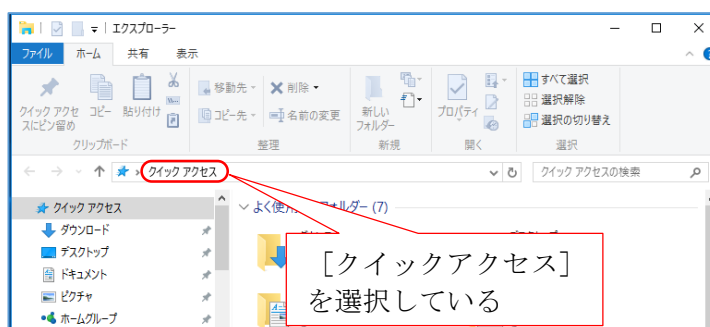 エクスプローラー
ファイル ホーム 共有 表示
クイック アクセスにピン留め コピー 貼り付け 移動先 コピー先 削除 名前の変更 新しいフォルダー プロパティ すべて選択 選択解除 選択の切り替え
クリップボード 整理 新規 開く 選択
クイック アクセス クイック アクセスの検索
クイック アクセス
よく使用 ルダー (7)
ダウンロード
デスクトップ
ドキュメント
ピクチャ
ホームグループ
[クイックアクセス]
を選択している